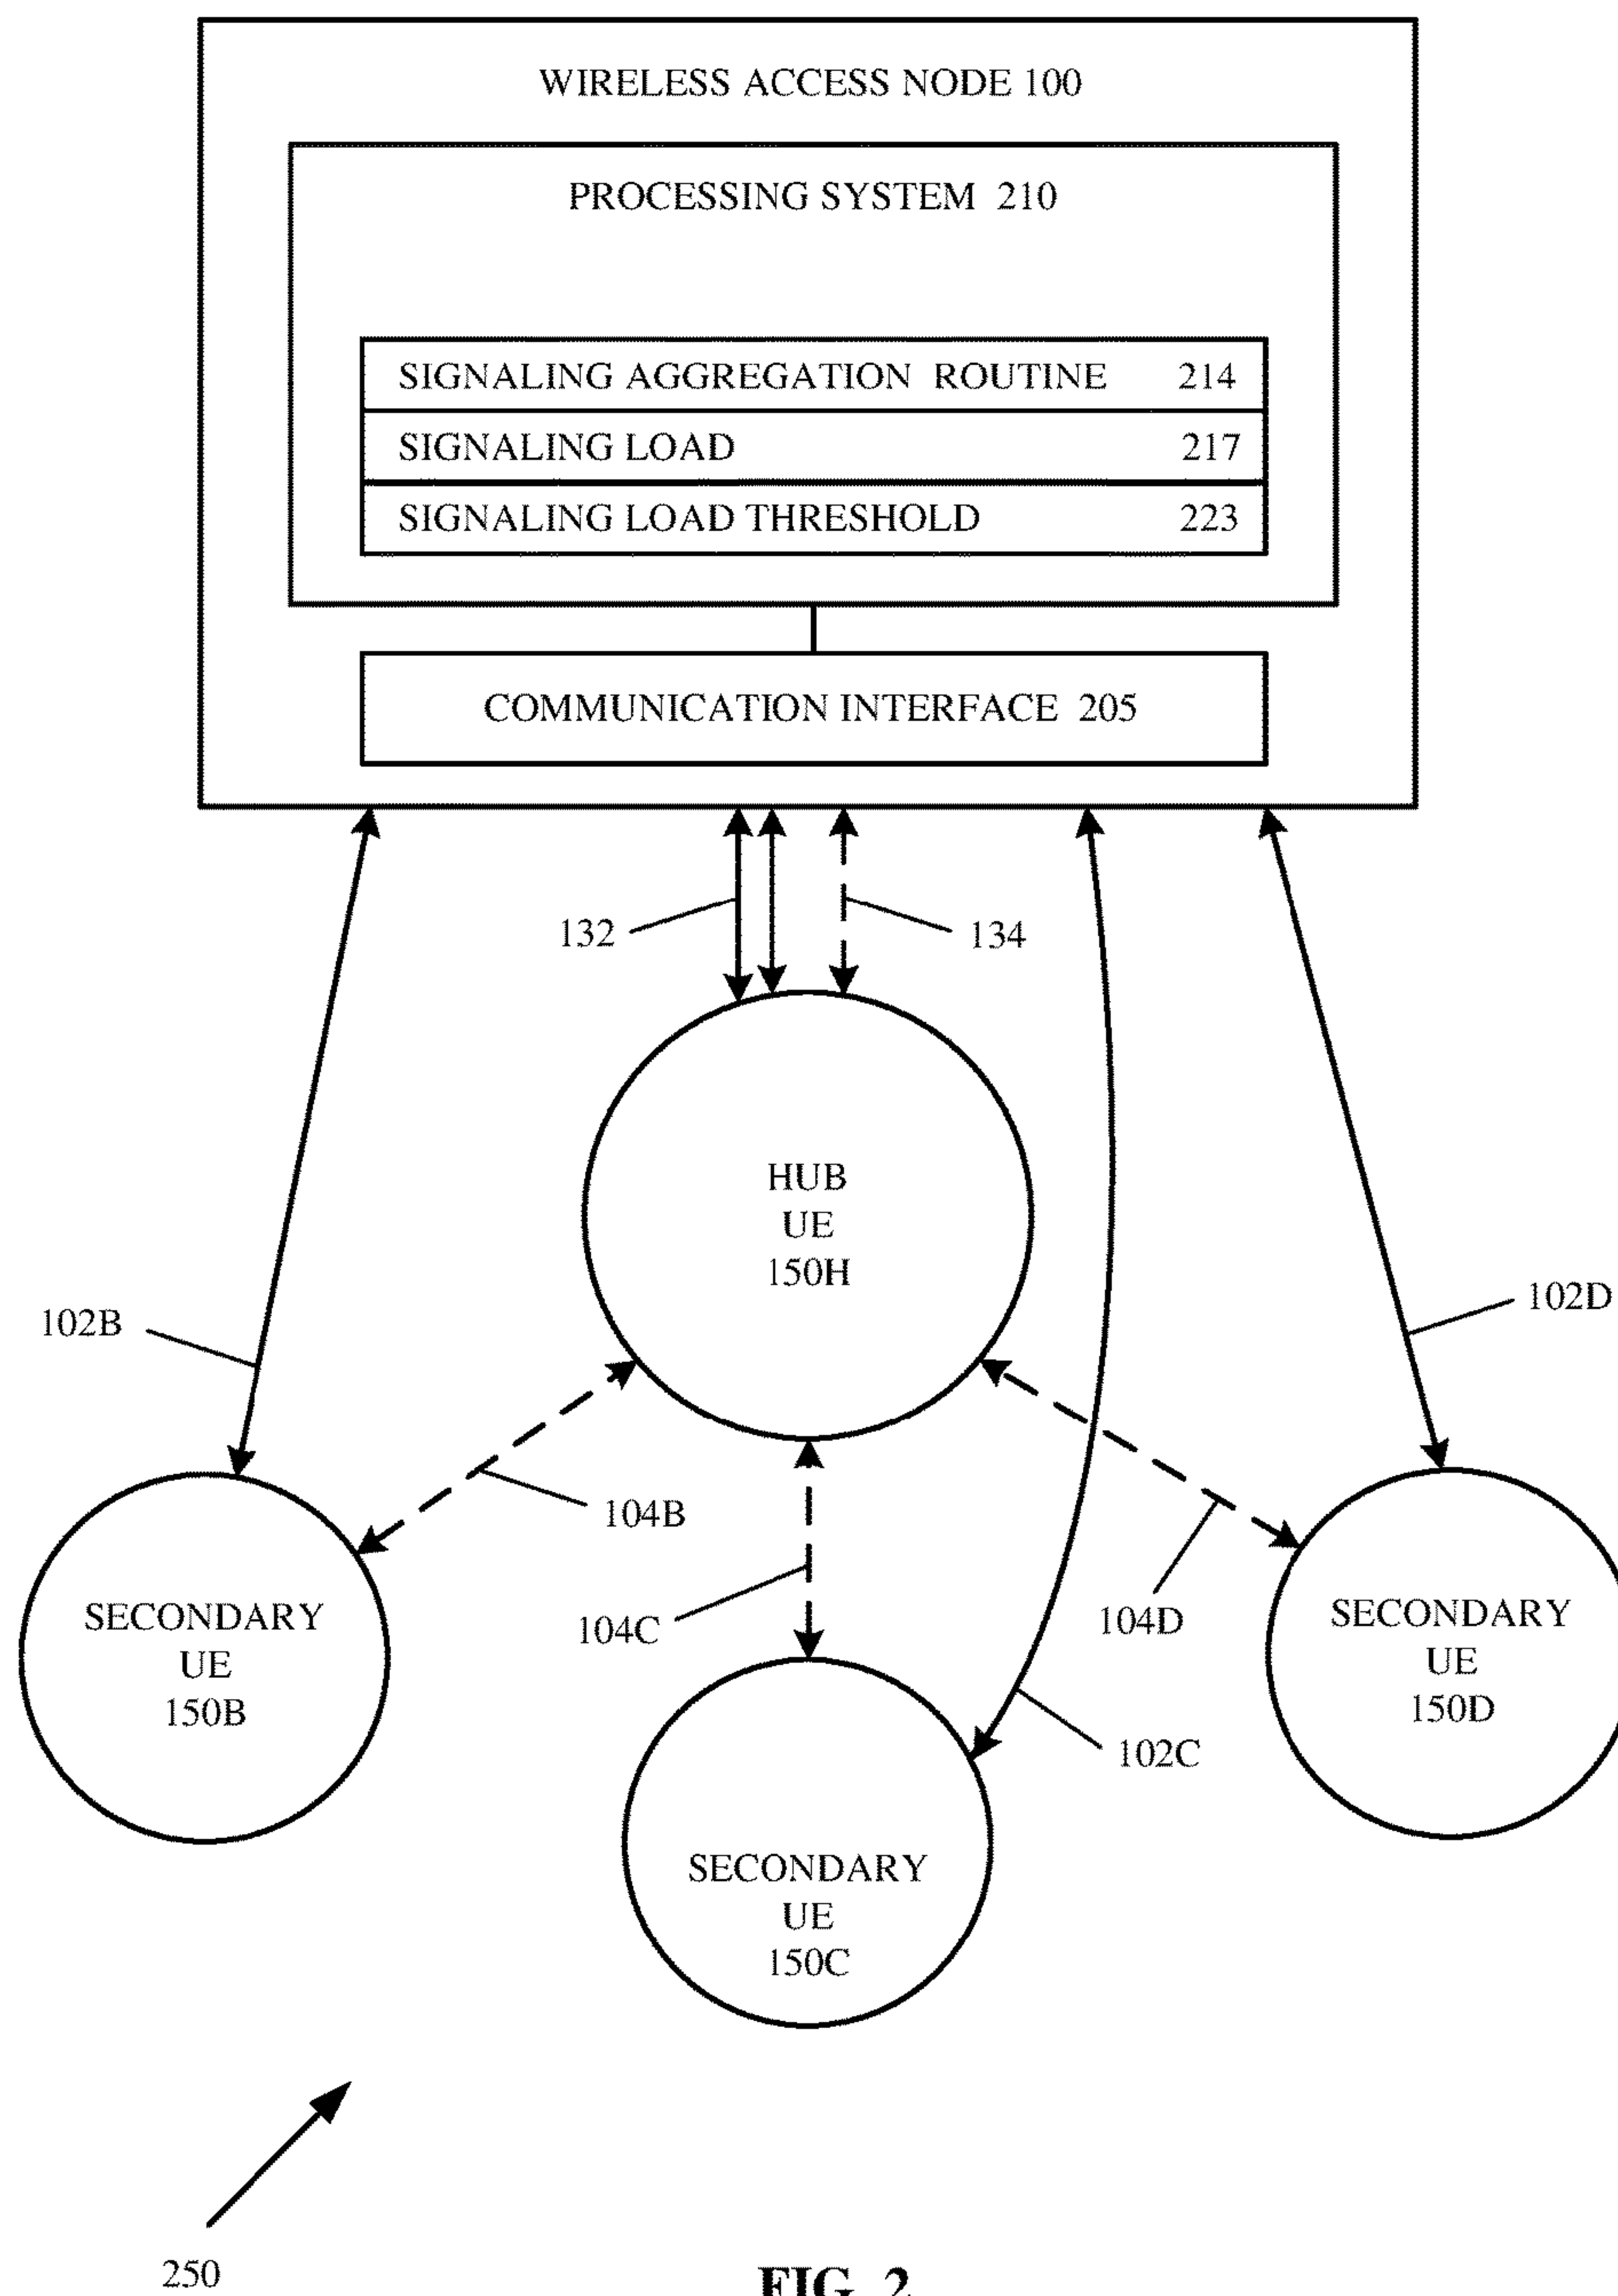 WIRELESS ACCESS NODE 100
PROCESSING SYSTEM 210
SIGNALING AGGREGATION ROUTINE 214
SIGNALING LOAD 217
SIGNALING LOAD THRESHOLD 223
COMMUNICATION INTERFACE 205
132
134
HUB
UE
150H
102B
102D
104B
104C
104D
SECONDARY
UE
150B
SECONDARY
UE
150D
102C
SECONDARY
UE
150C
250
FIG. 2